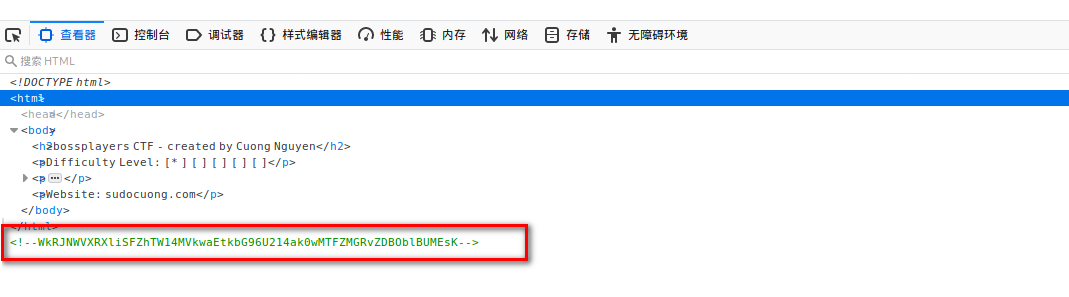 查看器 控制台 调试器 样式编辑器 性能 内存 网络 存储 无障碍环境
搜索 HTML
<!DOCTYPE html>
<html>
<head></head>
<body>
<h2>bossplayers CTF - created by Cuong Nguyen</h2>
<p>Difficulty Level: [*][][][][]</p>
<p>⋯</p>
<p>Website: sudocuong.com</p>
</body>
</html>
<!--WkRJNWVXRXliSFZhTW14MVkwaEtkbG96U214ak0wMTFZMGRvZDBOblBUMEsK-->